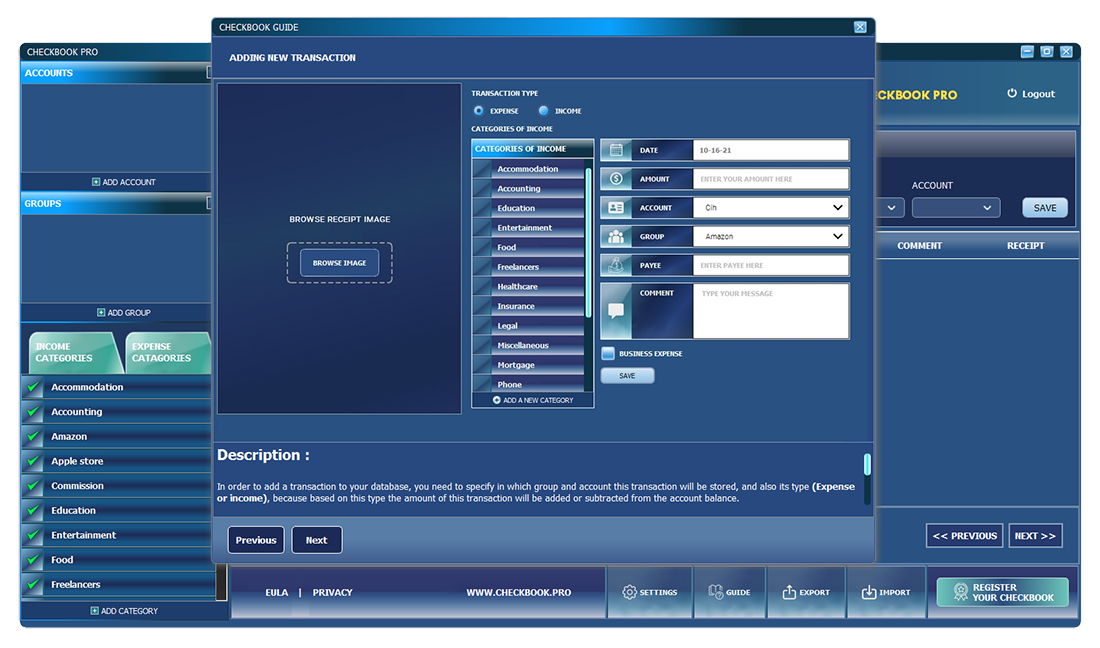 CHECKBOOK GUIDE
ADDING NEW TRANSACTION
CHECKBOOK PRO
ACCOUNTS
ADD ACCOUNT
GROUPS
ADD GROUP
INCOME
CATEGORIES
EXPENSE
CATAGORIES
Accommodation
Accounting
Amazon
Apple store
Commission
Education
Entertainment
Food
Freelancers
ADD CATEGORY
BROWSE RECEIPT IMAGE
BROWSE IMAGE
TRANSACTION TYPE
EXPENSE INCOME
CATEGORIES OF INCOME
CATEGORIES OF INCOME
Accommodation
Accounting
Education
Entertainment
Food
Freelancers
Healthcare
Insurance
Legal
Miscellaneous
Mortgage
Phone
ADD A NEW CATEGORY
DATE 10-16-21
AMOUNT ENTER YOUR AMOUNT HERE
ACCOUNT Cih
GROUP Amazon
PAYEE ENTER PAYEE HERE
COMMENT TYPE YOUR MESSAGE
BUSINESS EXPENSE
SAVE
Description :
In order to add a transaction to your database, you need to specify in which group and account this transaction will be stored, and also its type (Expense
or income), because based on this type the amount of this transaction will be added or subtracted from the account balance.
Previous Next
ECKBOOK PRO
Logout
ACCOUNT
SAVE
COMMENT RECEIPT
<< PREVIOUS NEXT >>
EULA | PRIVACY WWW.CHECKBOOK.PRO SETTINGS GUIDE EXPORT IMPORT
REGISTER
YOUR CHECKBOOK